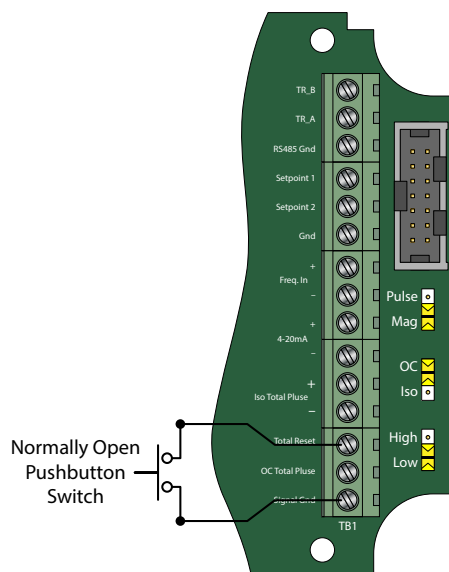 TR_B
TR_A
RS485 Gnd
Setpoint 1
Setpoint 2
Gnd
+
Freq. In
−
+
4-20mA
−
+
Iso Total Pluse
−
Total Reset
OC Total Pluse
Signal Gnd
TB1
Pulse
Mag
OC
Iso
High
Low
Normally Open
Pushbutton
Switch